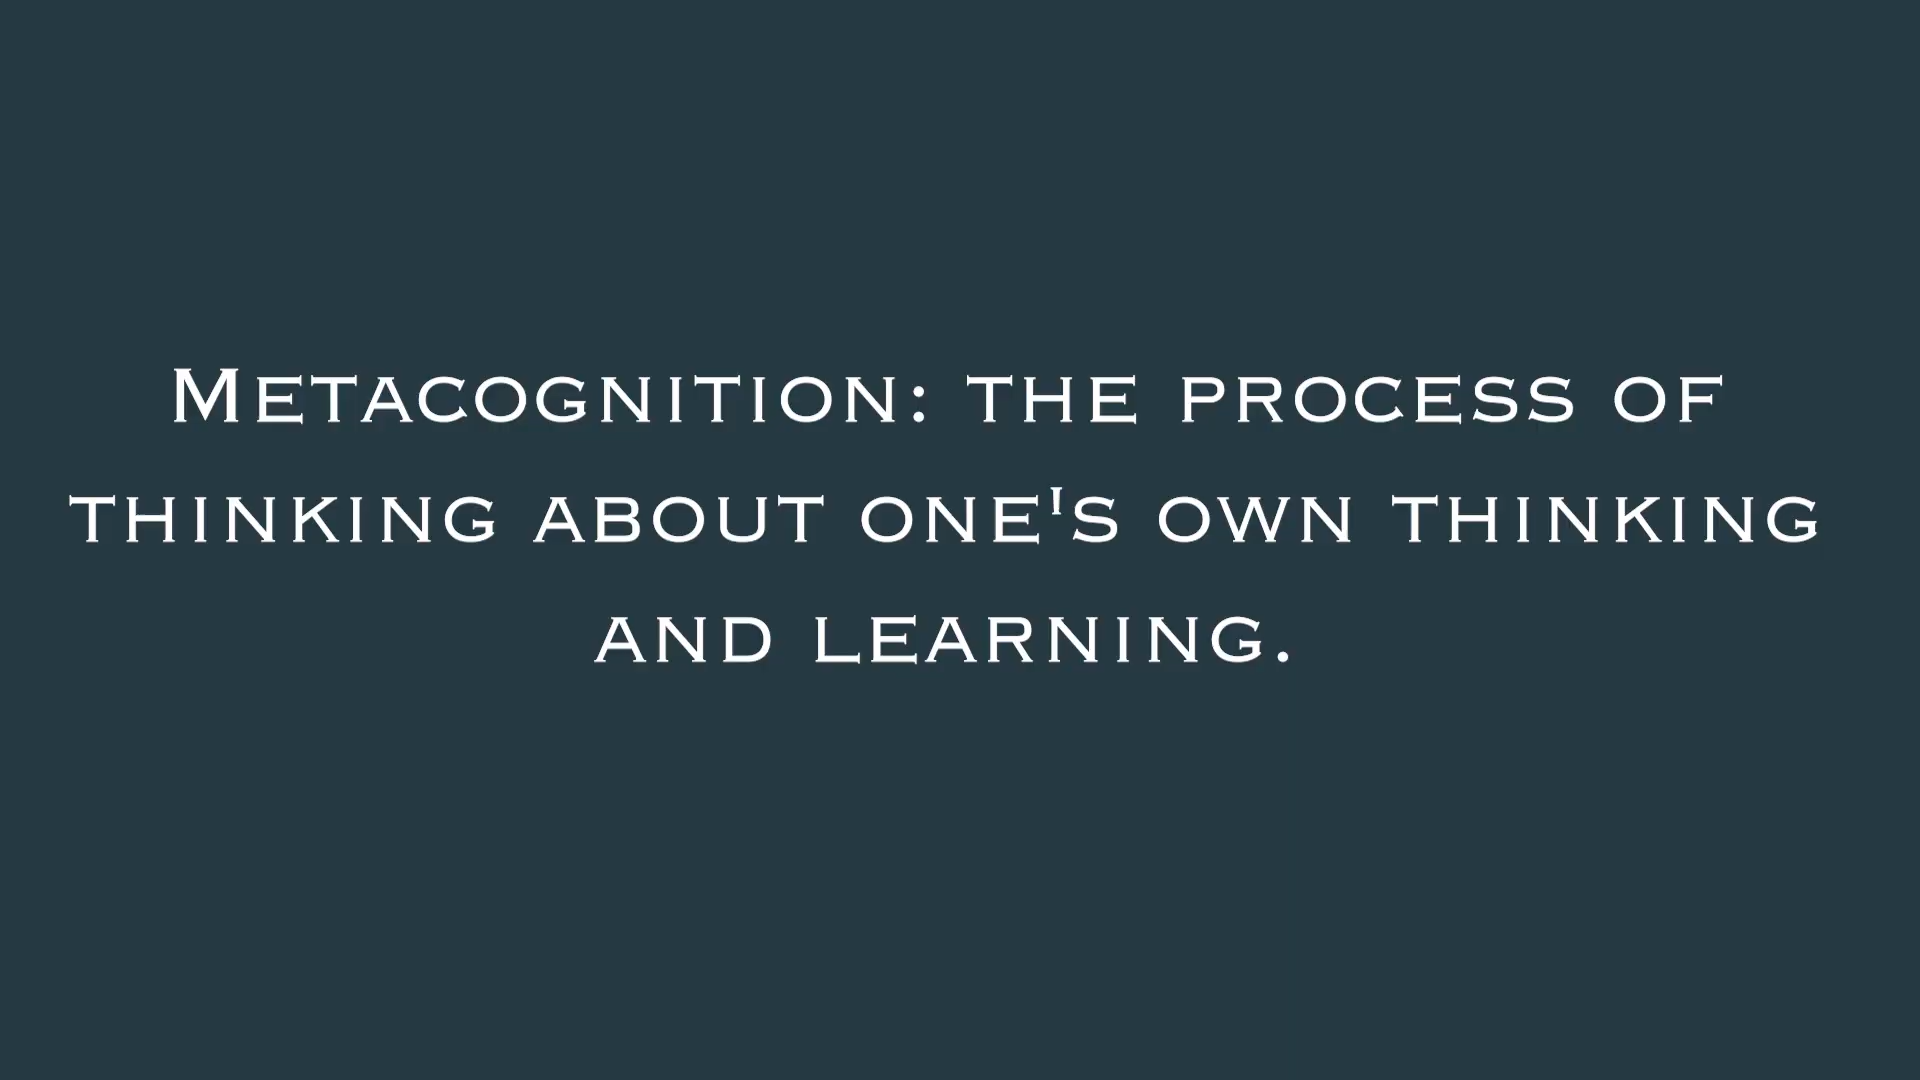 Metacognition: the process of
thinking about one's own thinking
and learning.